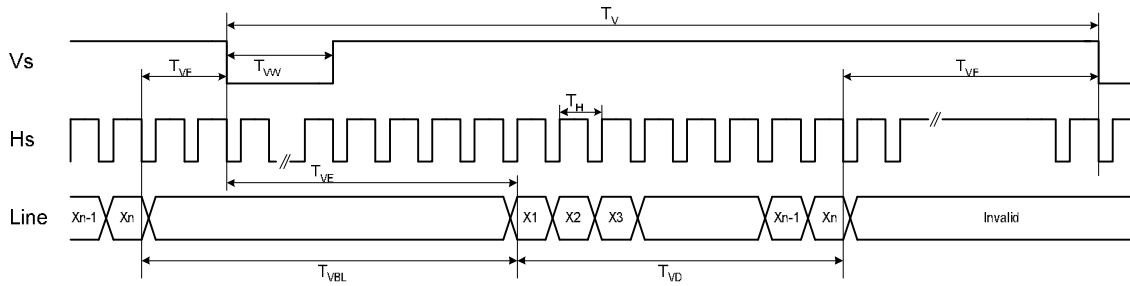 TV
Vs
TVF
TVW
TVF
TH
Hs
TVE
Line
Xn-1
Xn
X1
X2
X3
Xn-1
Xn
Invalid
TVBL
TVD